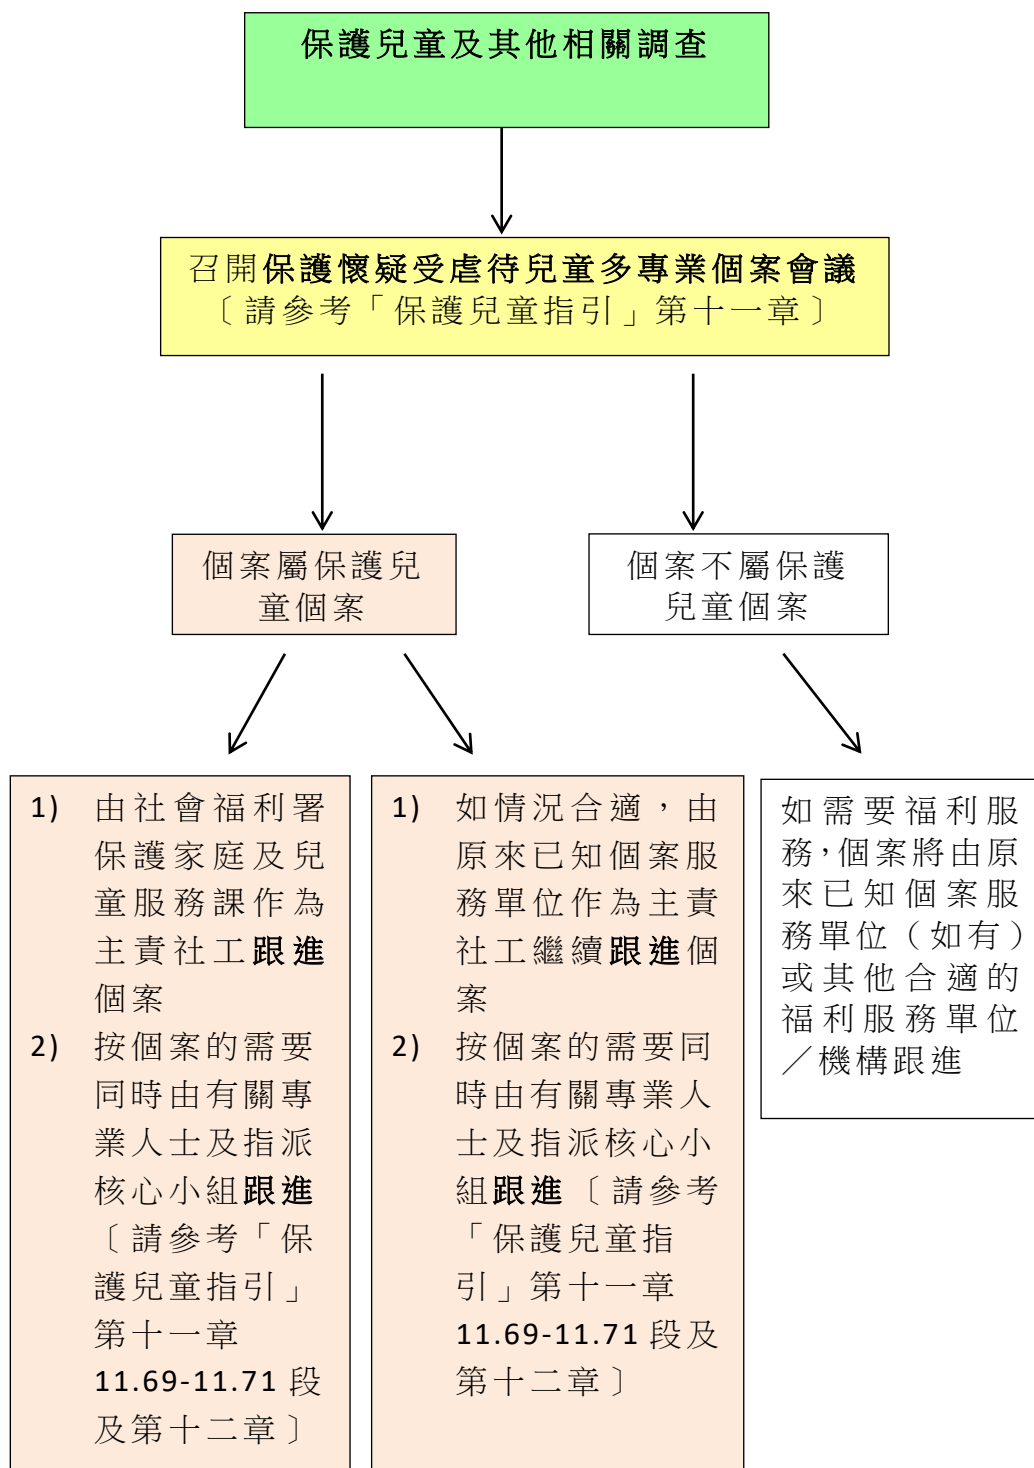 保護兒童及其他相關調查
召開保護懷疑受虐待兒童多專業個案會議
〔請參考「保護兒童指引」第十一章〕
個案屬保護兒
童個案
個案不屬保護
兒童個案
1) 由社會福利署
保護家庭及兒
童服務課作為
主責社工跟進
個案
2) 按個案的需要
同時由有關專
業人士及指派
核心小組跟進
〔請參考「保
護兒童指引」
第十一章
11.69-11.71 段
及第十二章〕
1) 如情況合適，由
原來已知個案服
務單位作為主責
社工繼續跟進個
案
2) 按個案的需要同
時由有關專業人
士及指派核心小
組跟進〔請參考
「保護兒童指
引」第十一章
11.69-11.71 段及
第十二章〕
如需要福利服
務，個案將由原
來已知個案服
務單位（如有）
或其他合適的
福利服務單位
／機構跟進